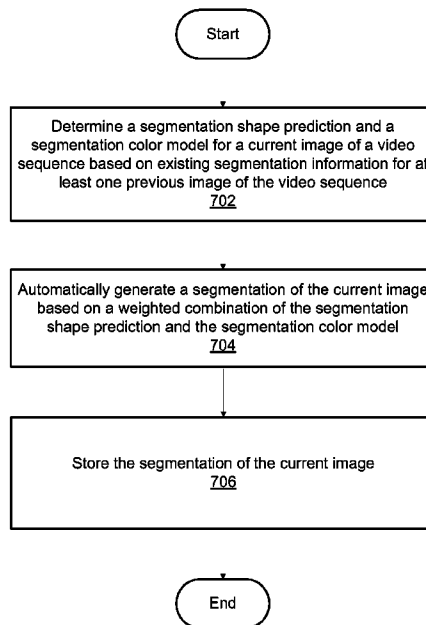 Start
Determine a segmentation shape prediction and a
segmentation color model for a current image of a video
sequence based on existing segmentation information for at
least one previous image of the video sequence
702
Automatically generate a segmentation of the current image
based on a weighted combination of the segmentation
shape prediction and the segmentation color model
704
Store the segmentation of the current image
706
End